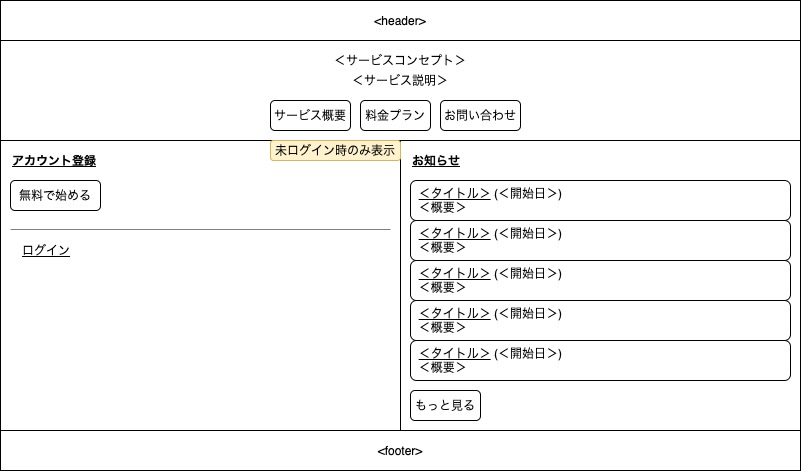 <header>
＜サービスコンセプト＞
＜サービス説明＞
サービス概要
料金プラン
お問い合わせ
未ログイン時のみ表示
アカウント登録
無料で始める
ログイン
お知らせ
＜タイトル＞ (＜開始日＞)
＜概要＞
＜タイトル＞ (＜開始日＞)
＜概要＞
＜タイトル＞ (＜開始日＞)
＜概要＞
＜タイトル＞ (＜開始日＞)
＜概要＞
＜タイトル＞ (＜開始日＞)
＜概要＞
もっと見る
<footer>